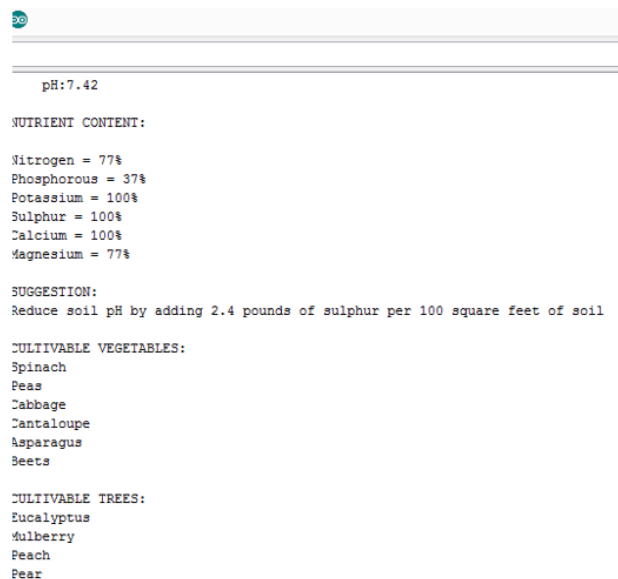 pH:7.42
NUTRIENT CONTENT:
Nitrogen = 77%
Phosphorous = 37%
Potassium = 100%
Sulphur = 100%
Calcium = 100%
Magnesium = 77%
SUGGESTION:
Reduce soil pH by adding 2.4 pounds of sulphur per 100 square feet of soil
CULTIVABLE VEGETABLES:
Spinach
Peas
Cabbage
Cantaloupe
Asparagus
Beets
CULTIVABLE TREES:
Eucalyptus
Mulberry
Peach
Pear